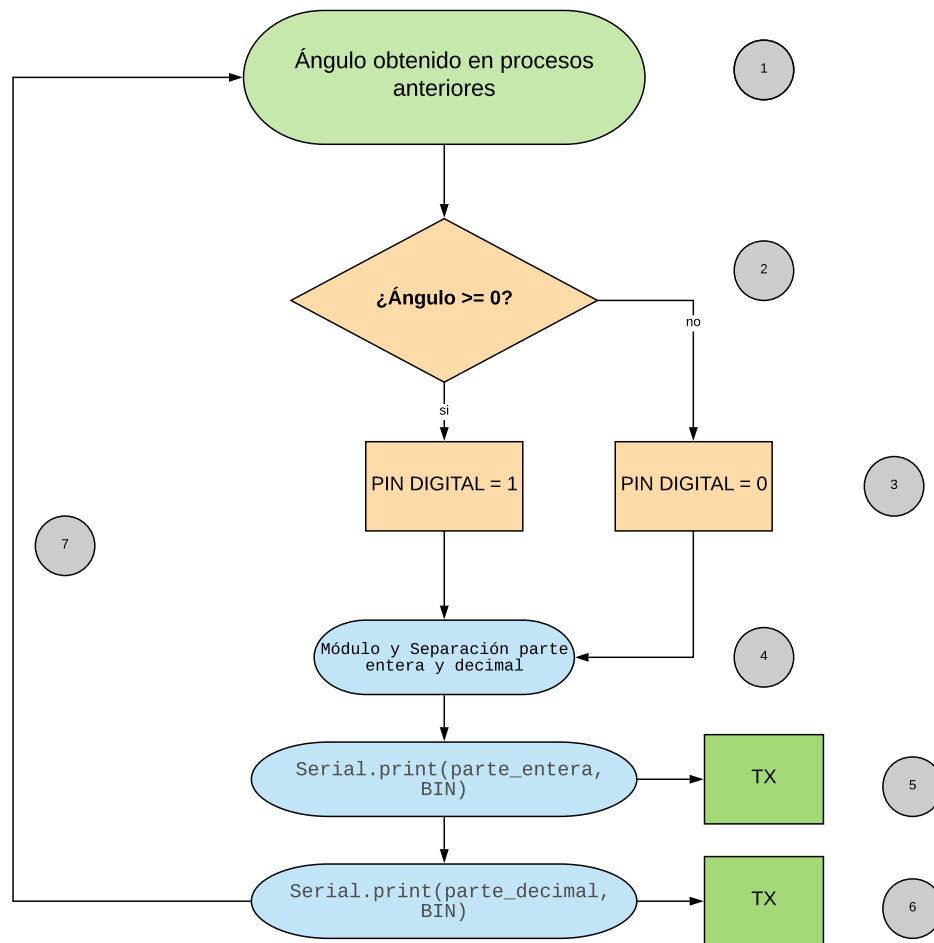 Ángulo obtenido en procesos
anteriores
1
2
¿Ángulo >= 0?
no
si
PIN DIGITAL = 1
PIN DIGITAL = 0
3
7
Módulo y Separación parte
entera y decimal
4
Serial.print(parte_entera,
BIN)
TX
5
Serial.print(parte_decimal,
BIN)
TX
6